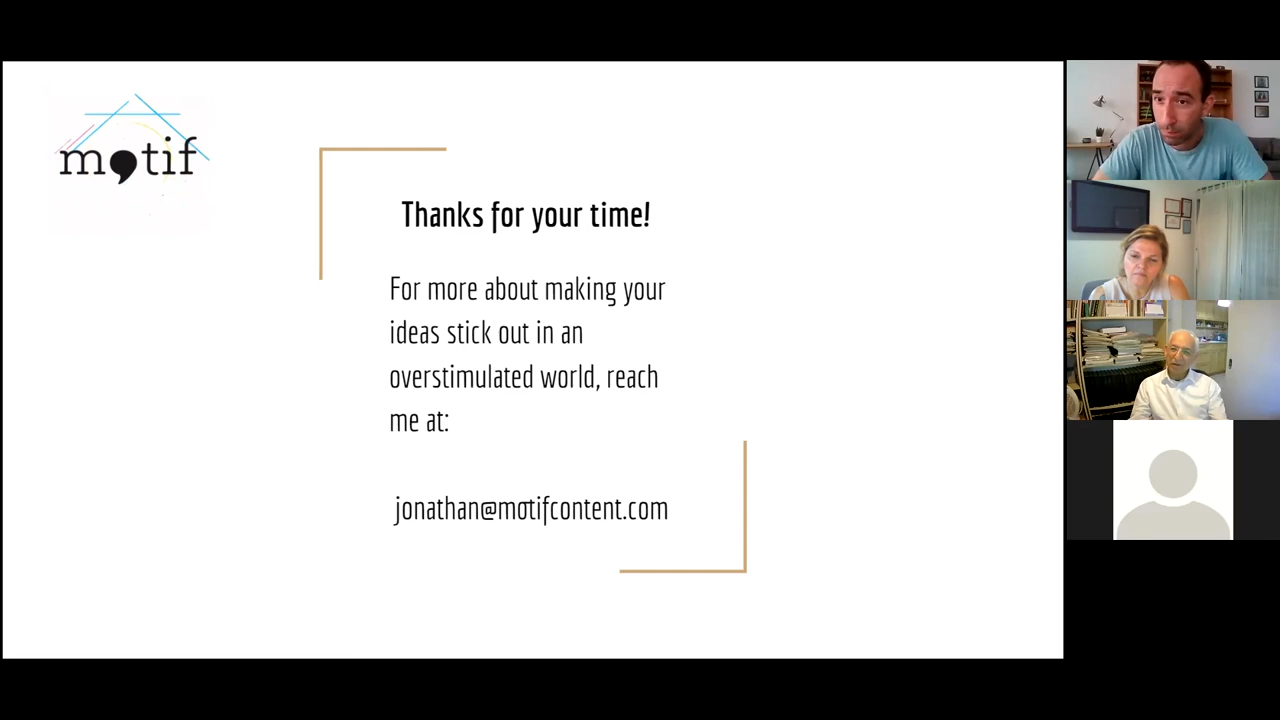 motif
Thanks for your time!
For more about making your
ideas stick out in an
overstimulated world, reach
me at:
jonathan@motifcontent.com